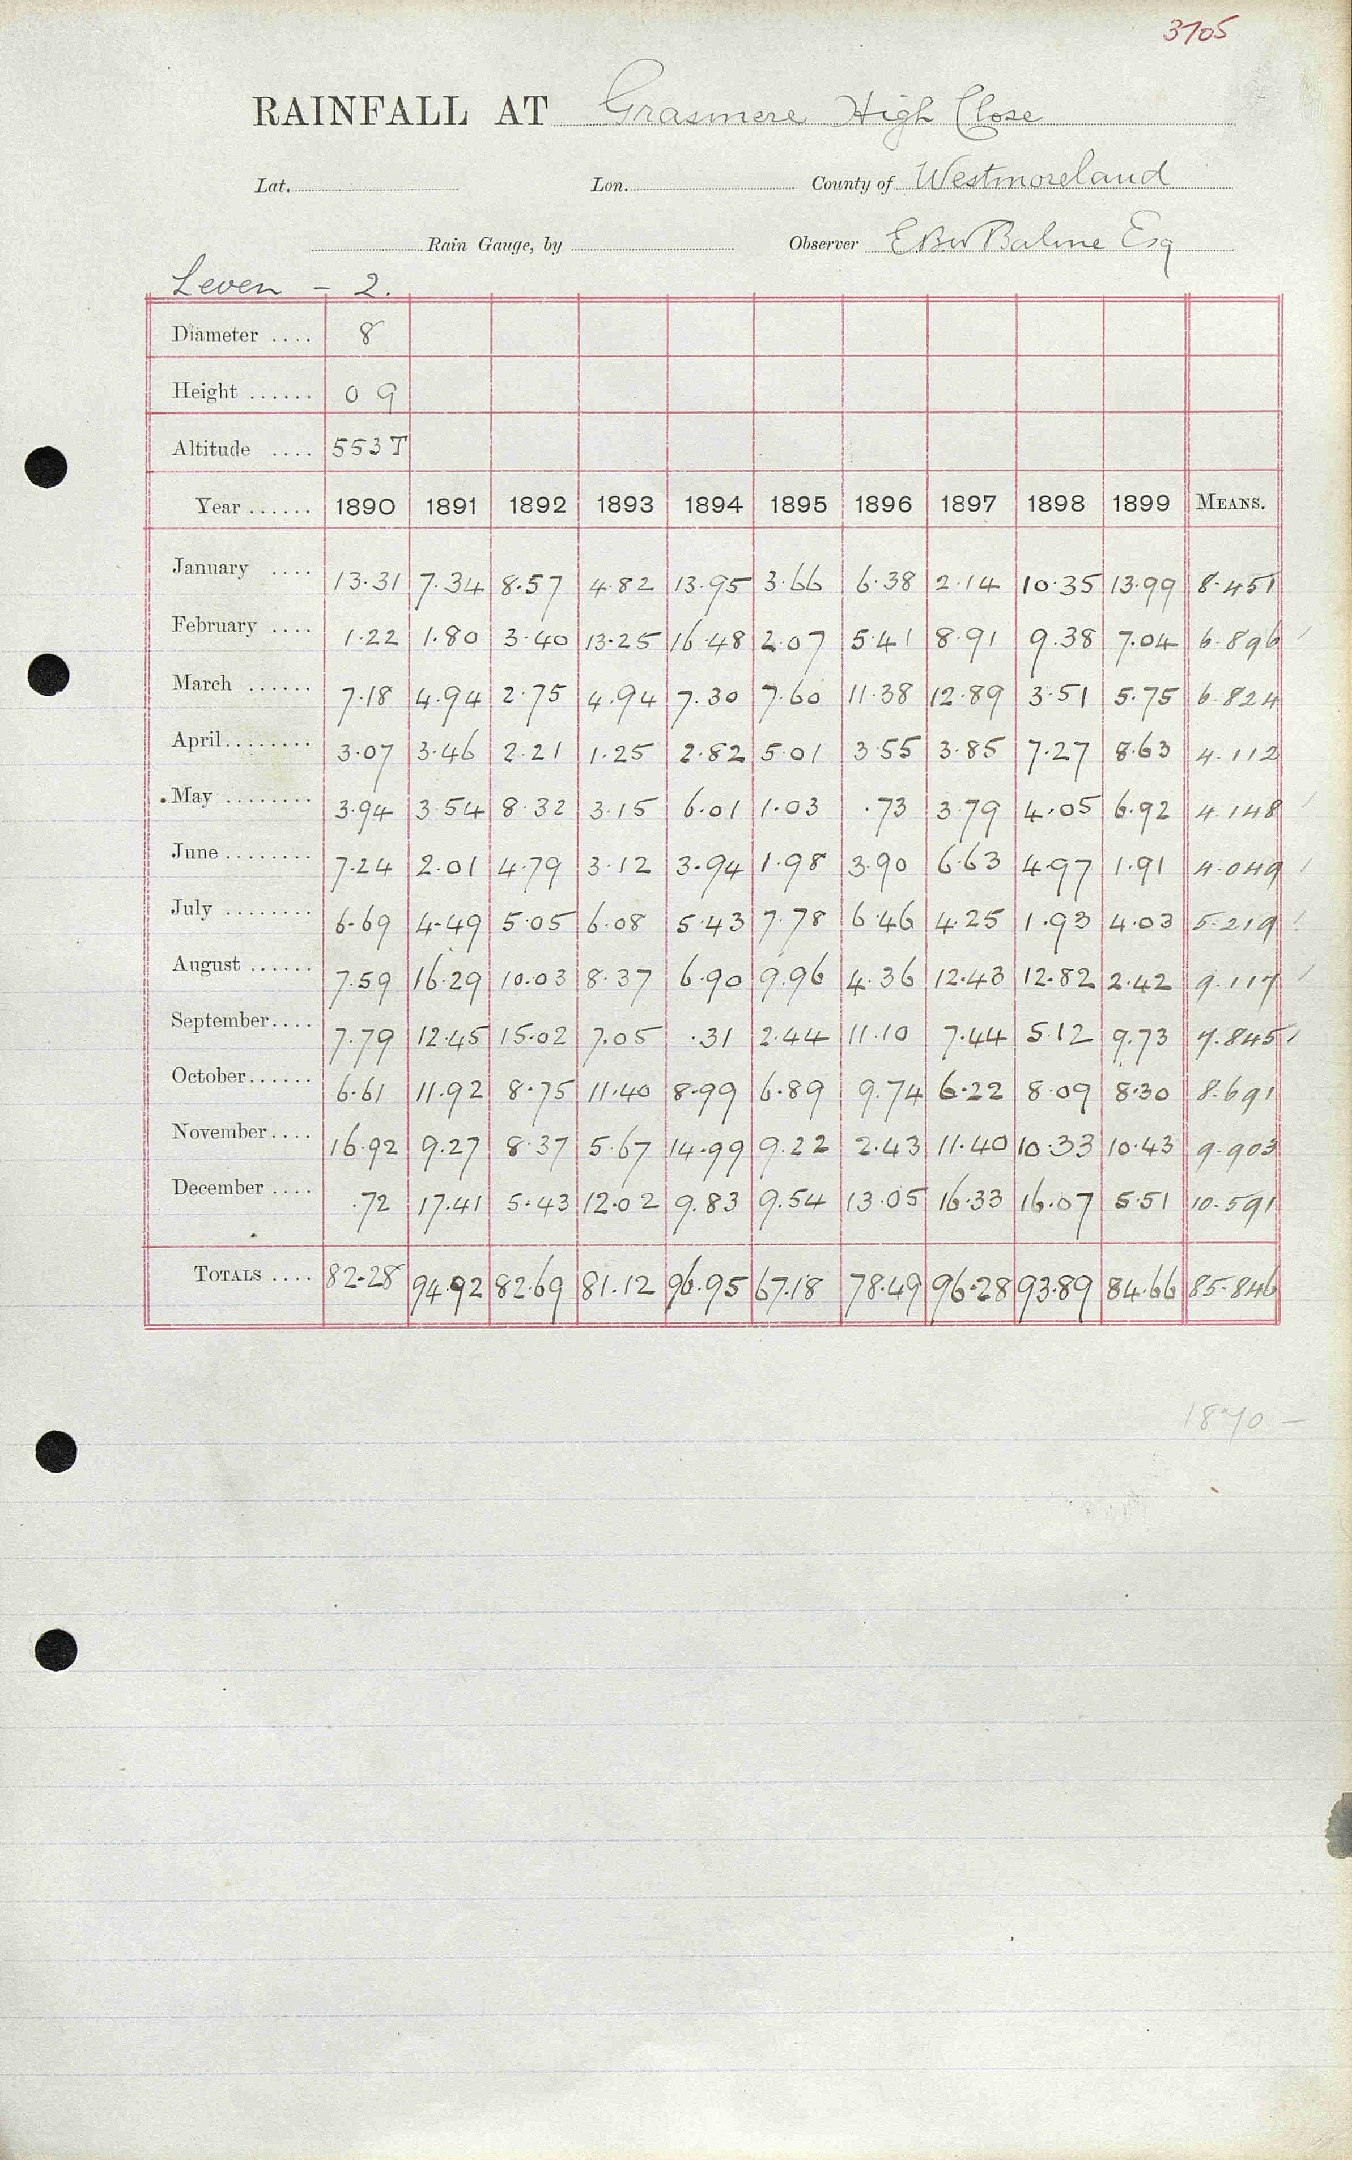 3705
RAINFALL AT Grasmere High Close
Lat. Lon. County of Westmoreland
Rain Gauge, by Observer EBW Balme Esq
Leven - 2.
Diameter .... 8
Height ...... 0 9
Altitude .... 553 T
Year ...... 1890 1891 1892 1893 1894 1895 1896 1897 1898 1899 MEANS.
January .... 13.31 7.34 8.57 4.82 13.95 3.66 6.38 2.14 10.35 13.99 8.451
February .... 1.22 1.80 3.40 13.25 16.48 2.07 5.41 8.91 9.38 7.04 6.896
March ...... 7.18 4.94 2.75 4.94 7.30 7.60 11.38 12.89 3.51 5.75 6.824
April........ 3.07 3.46 2.21 1.25 2.82 5.01 3.55 3.85 7.27 8.63 4.112
May ........ 3.94 3.54 8.32 3.15 6.01 1.03 .73 3.79 4.05 6.92 4.148
June ........ 7.24 2.01 4.79 3.12 3.94 1.98 3.90 6.63 4.97 1.91 4.049
July ........ 6.69 4.49 5.05 6.08 5.43 7.78 6.46 4.25 1.93 4.03 5.219
August ...... 7.59 16.29 10.03 8.37 6.90 9.96 4.36 12.43 12.82 2.42 9.117
September.... 7.79 12.45 15.02 7.05 .31 2.44 11.10 7.44 5.12 9.73 7.845
October...... 6.61 11.92 8.75 11.40 8.99 6.89 9.74 6.22 8.09 8.30 8.691
November.... 16.92 9.27 8.37 5.67 14.99 9.22 2.43 11.40 10.33 10.43 9.903
December .... .72 17.41 5.43 12.02 9.83 9.54 13.05 16.33 16.07 5.51 10.591
TOTALS .... 82.28 94.92 82.69 81.12 96.95 67.18 78.49 96.28 93.89 84.66 85.846
1870 -